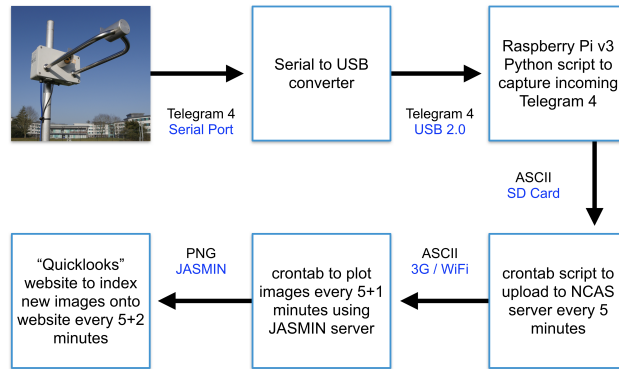 Serial to USB
converter
Raspberry Pi v3
Python script to
capture incoming
Telegram 4
Telegram 4
Serial Port
Telegram 4
USB 2.0
ASCII
SD Card
“Quicklooks”
website to index
new images onto
website every 5+2
minutes
PNG
JASMIN
crontab to plot
images every 5+1
minutes using
JASMIN server
ASCII
3G / WiFi
crontab script to
upload to NCAS
server every 5
minutes